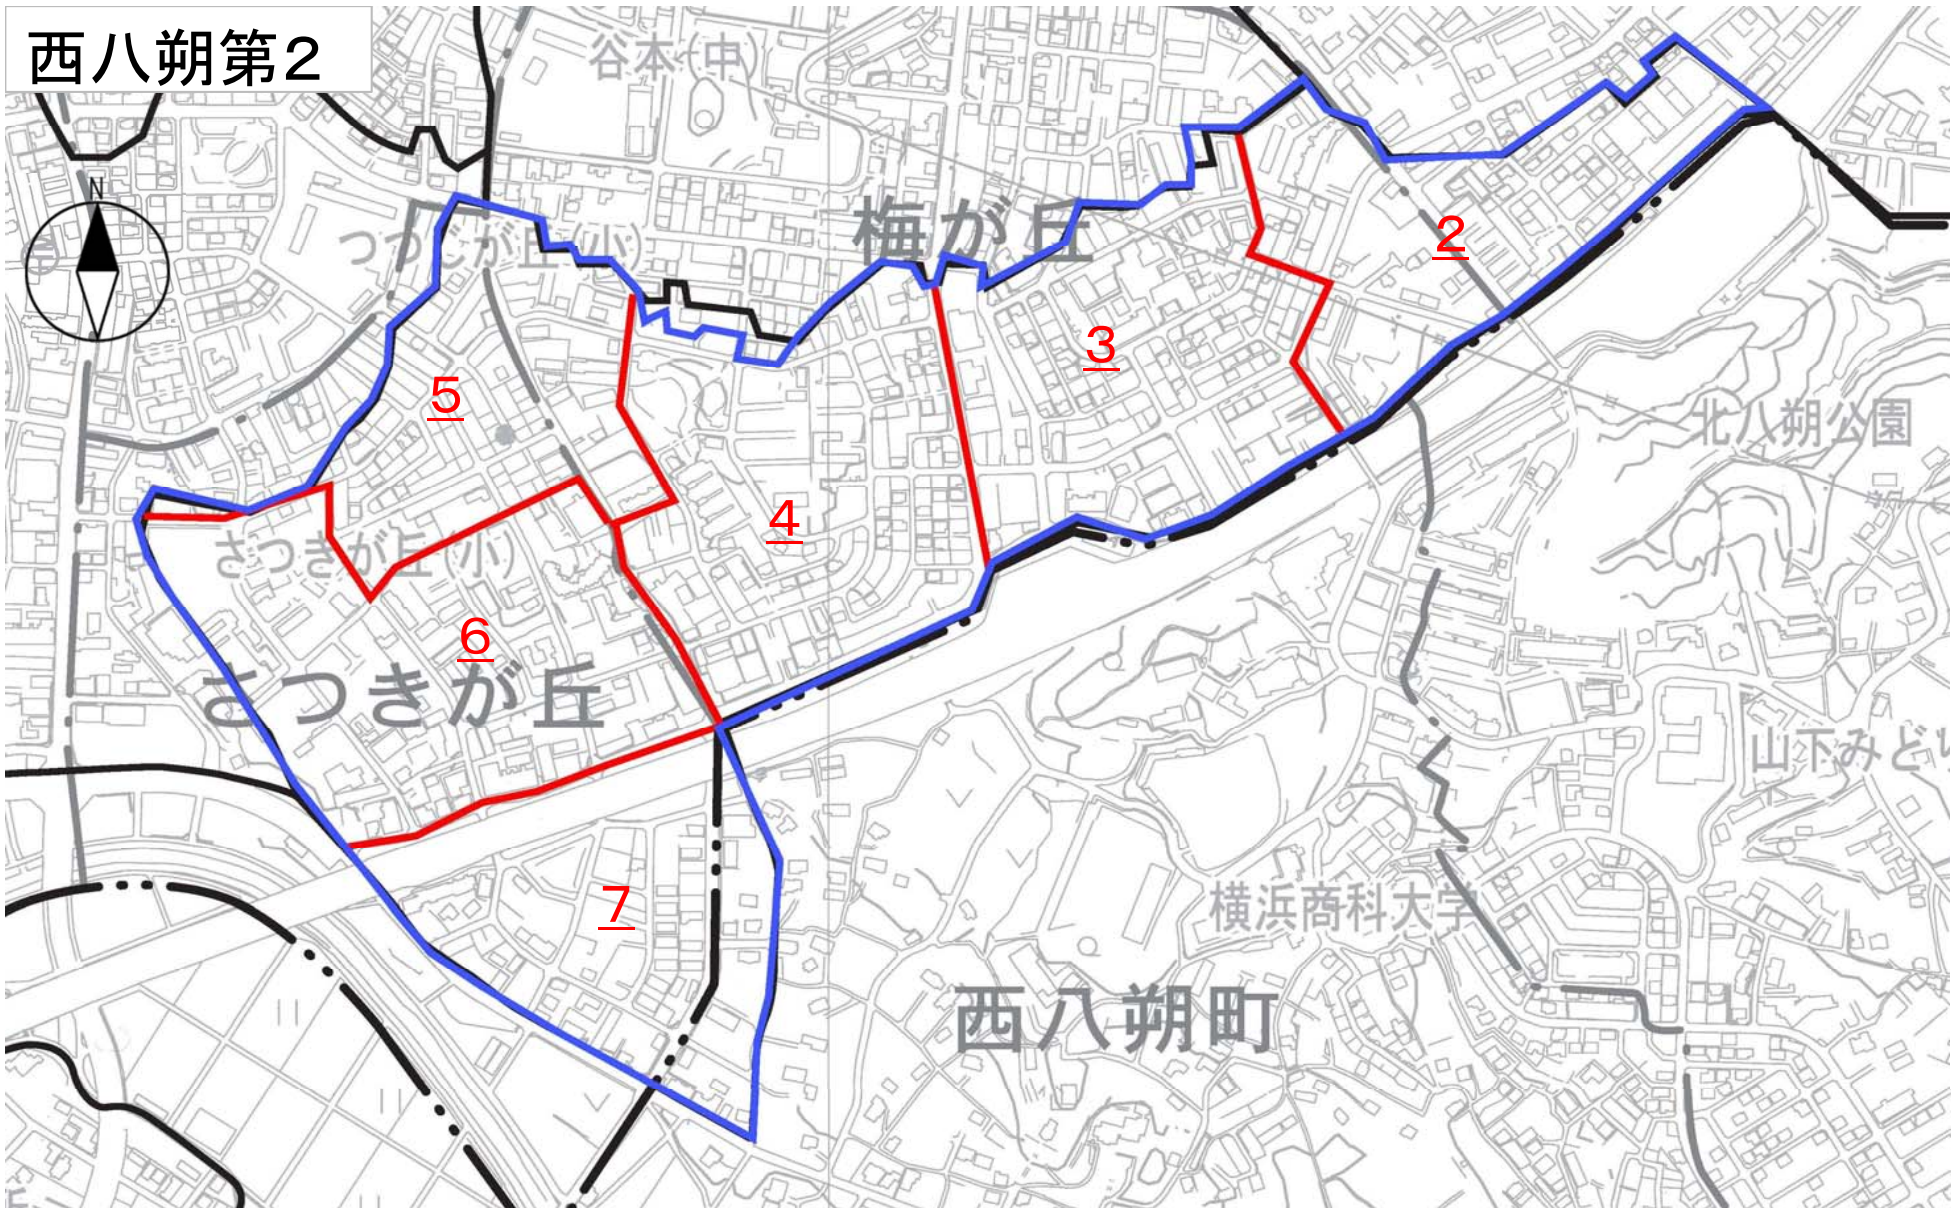 西八朔第2
谷本(中)
N
つつじが丘(小)
梅が丘
2
3
5
北八朔公園
4
さつきが丘(小)
6
さつきが丘
山下みどり
7
横浜商科大学
西八朔町